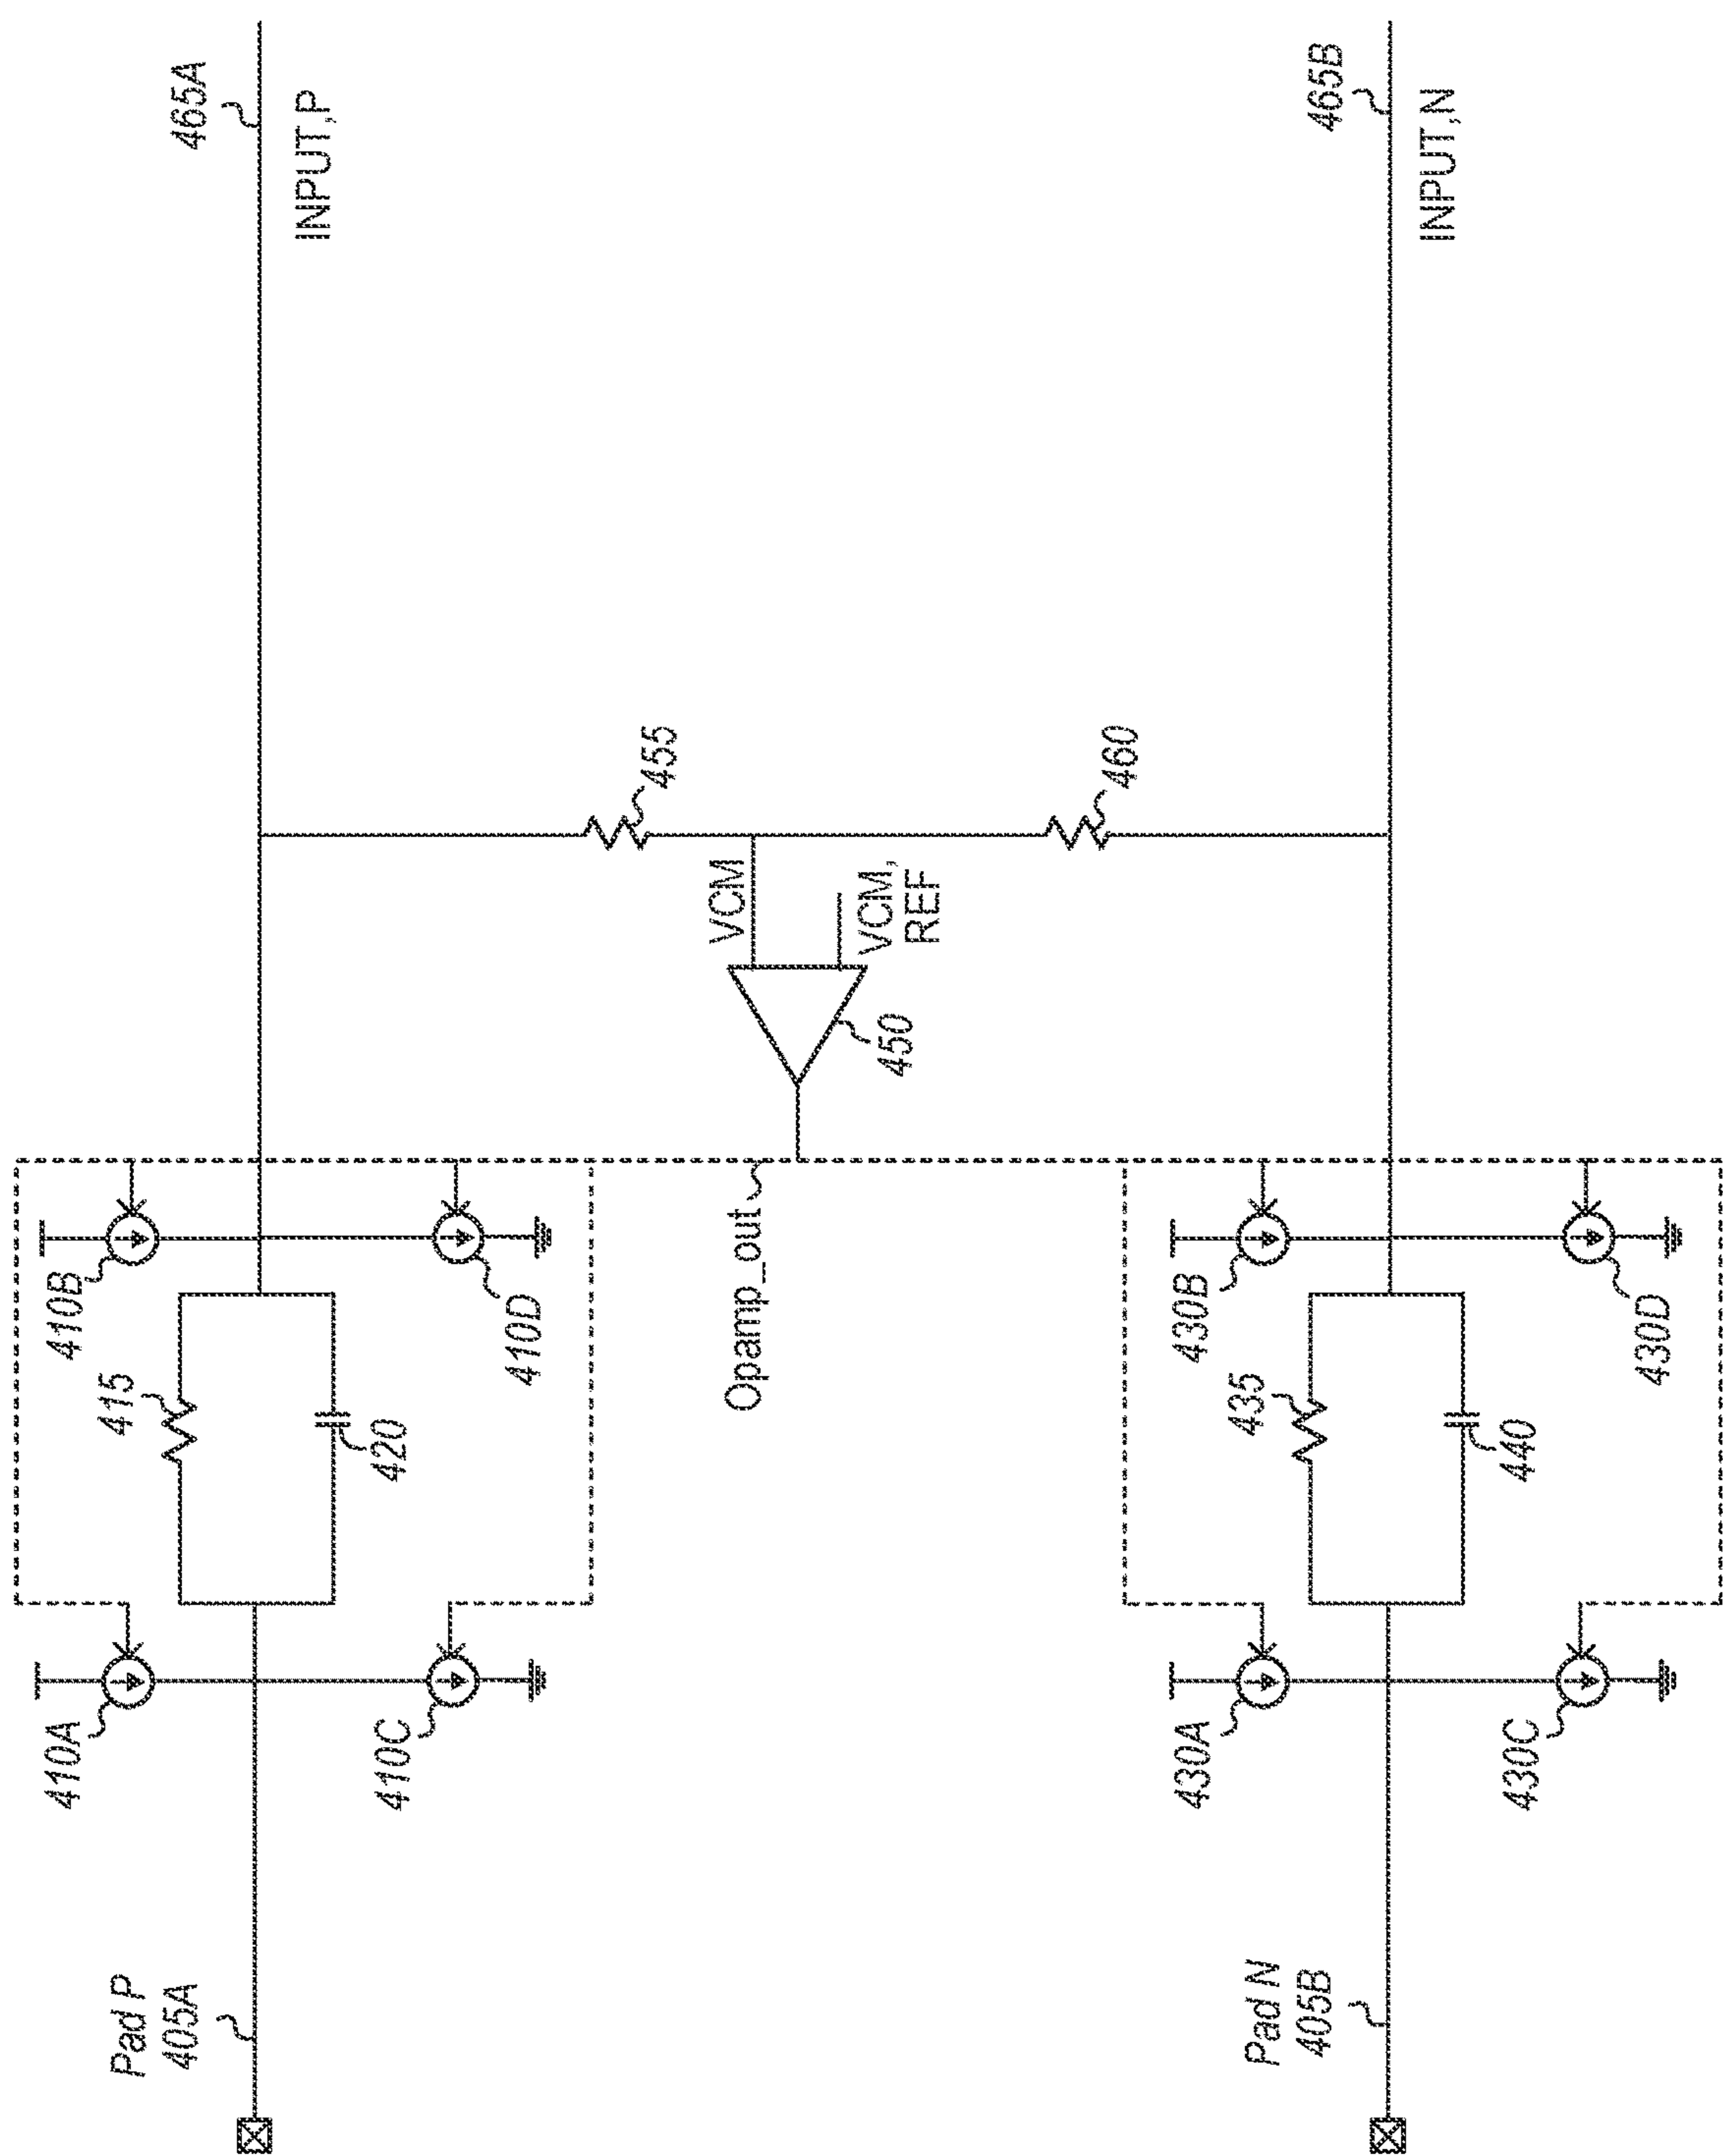 465A
INPUT,P
465B
INPUT,N
455
460
VCM
VCM,
REF
450
410B
410D
Opamp_out
430B
430D
415
420
435
440
410A
410C
430A
430C
Pad P
405A
Pad N
405B